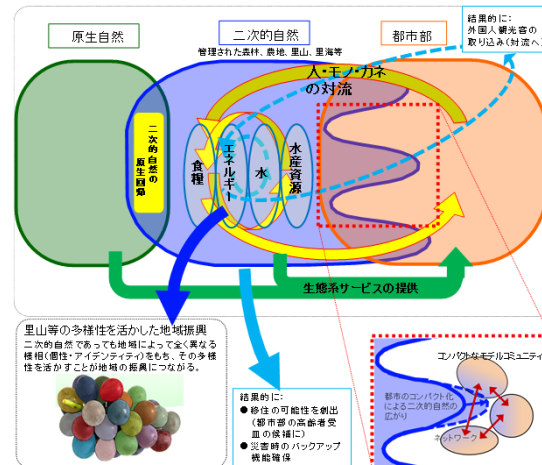 原生自然
二次的自然
管理された森林、農地、里山、里海等
都市部
結果的に:
外国人観光客の
取り込み(対流へ)
人・モノ・カネ
の対流
二次的自然の
原生回帰
食糧
エネルギー
水
水産資源
生態系サービスの提供
里山等の多様性を活かした地域振興
二次的自然であっても地域によって全く異なる
様相(個性・アイデンティティ)をもち、その多様
性を活かすことが地域の振興につながる。
結果的に:
●移住の可能性を創出
(都市部の高齢者受
皿の候補に)
●災害時のバックアップ
機能確保
コンパクトなモデルコミュニティ
都市のコンパクト化
による二次的自然の
広がり
ネットワーク